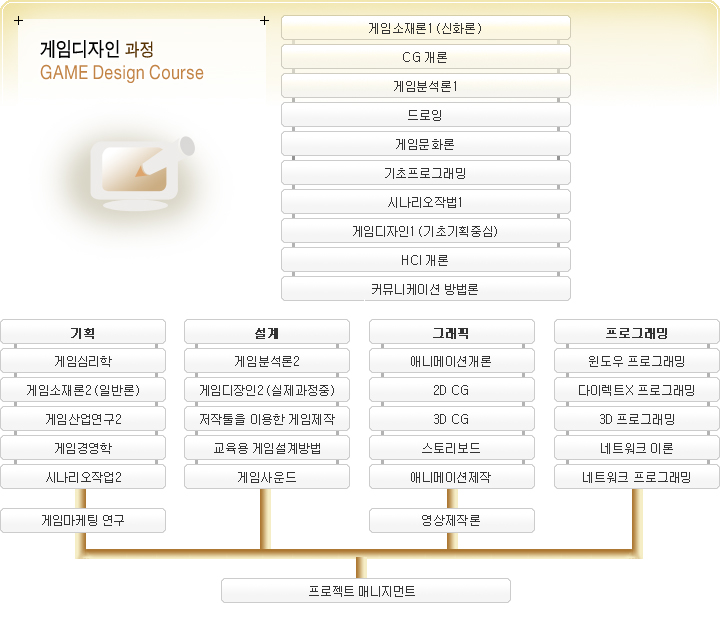 게임디자인 과정
GAME Design Course
게임소재론1 (신화론)
CG 개론
게임분석론1
드로잉
게임문화론
기초프로그래밍
시나리오작법1
게임디자인1 (기초기획중심)
HCI 개론
커뮤니케이션 방법론
기획
게임심리학
게임소재론2 (일반론)
게임산업연구2
게임경영학
시나리오작업2
게임마케팅 연구
설계
게임분석론2
게임디장인2 (실제과정중)
저작툴을 이용한 게임제작
교육용 게임설계방법
게임사운드
그래픽
애니메이션개론
2D CG
3D CG
스토리보드
애니메이션제작
영상제작론
프로그래밍
윈도우 프로그래밍
다이렉트X 프로그래밍
3D 프로그래밍
네트워크 이론
네트워크 프로그래밍
프로젝트 매니지먼트